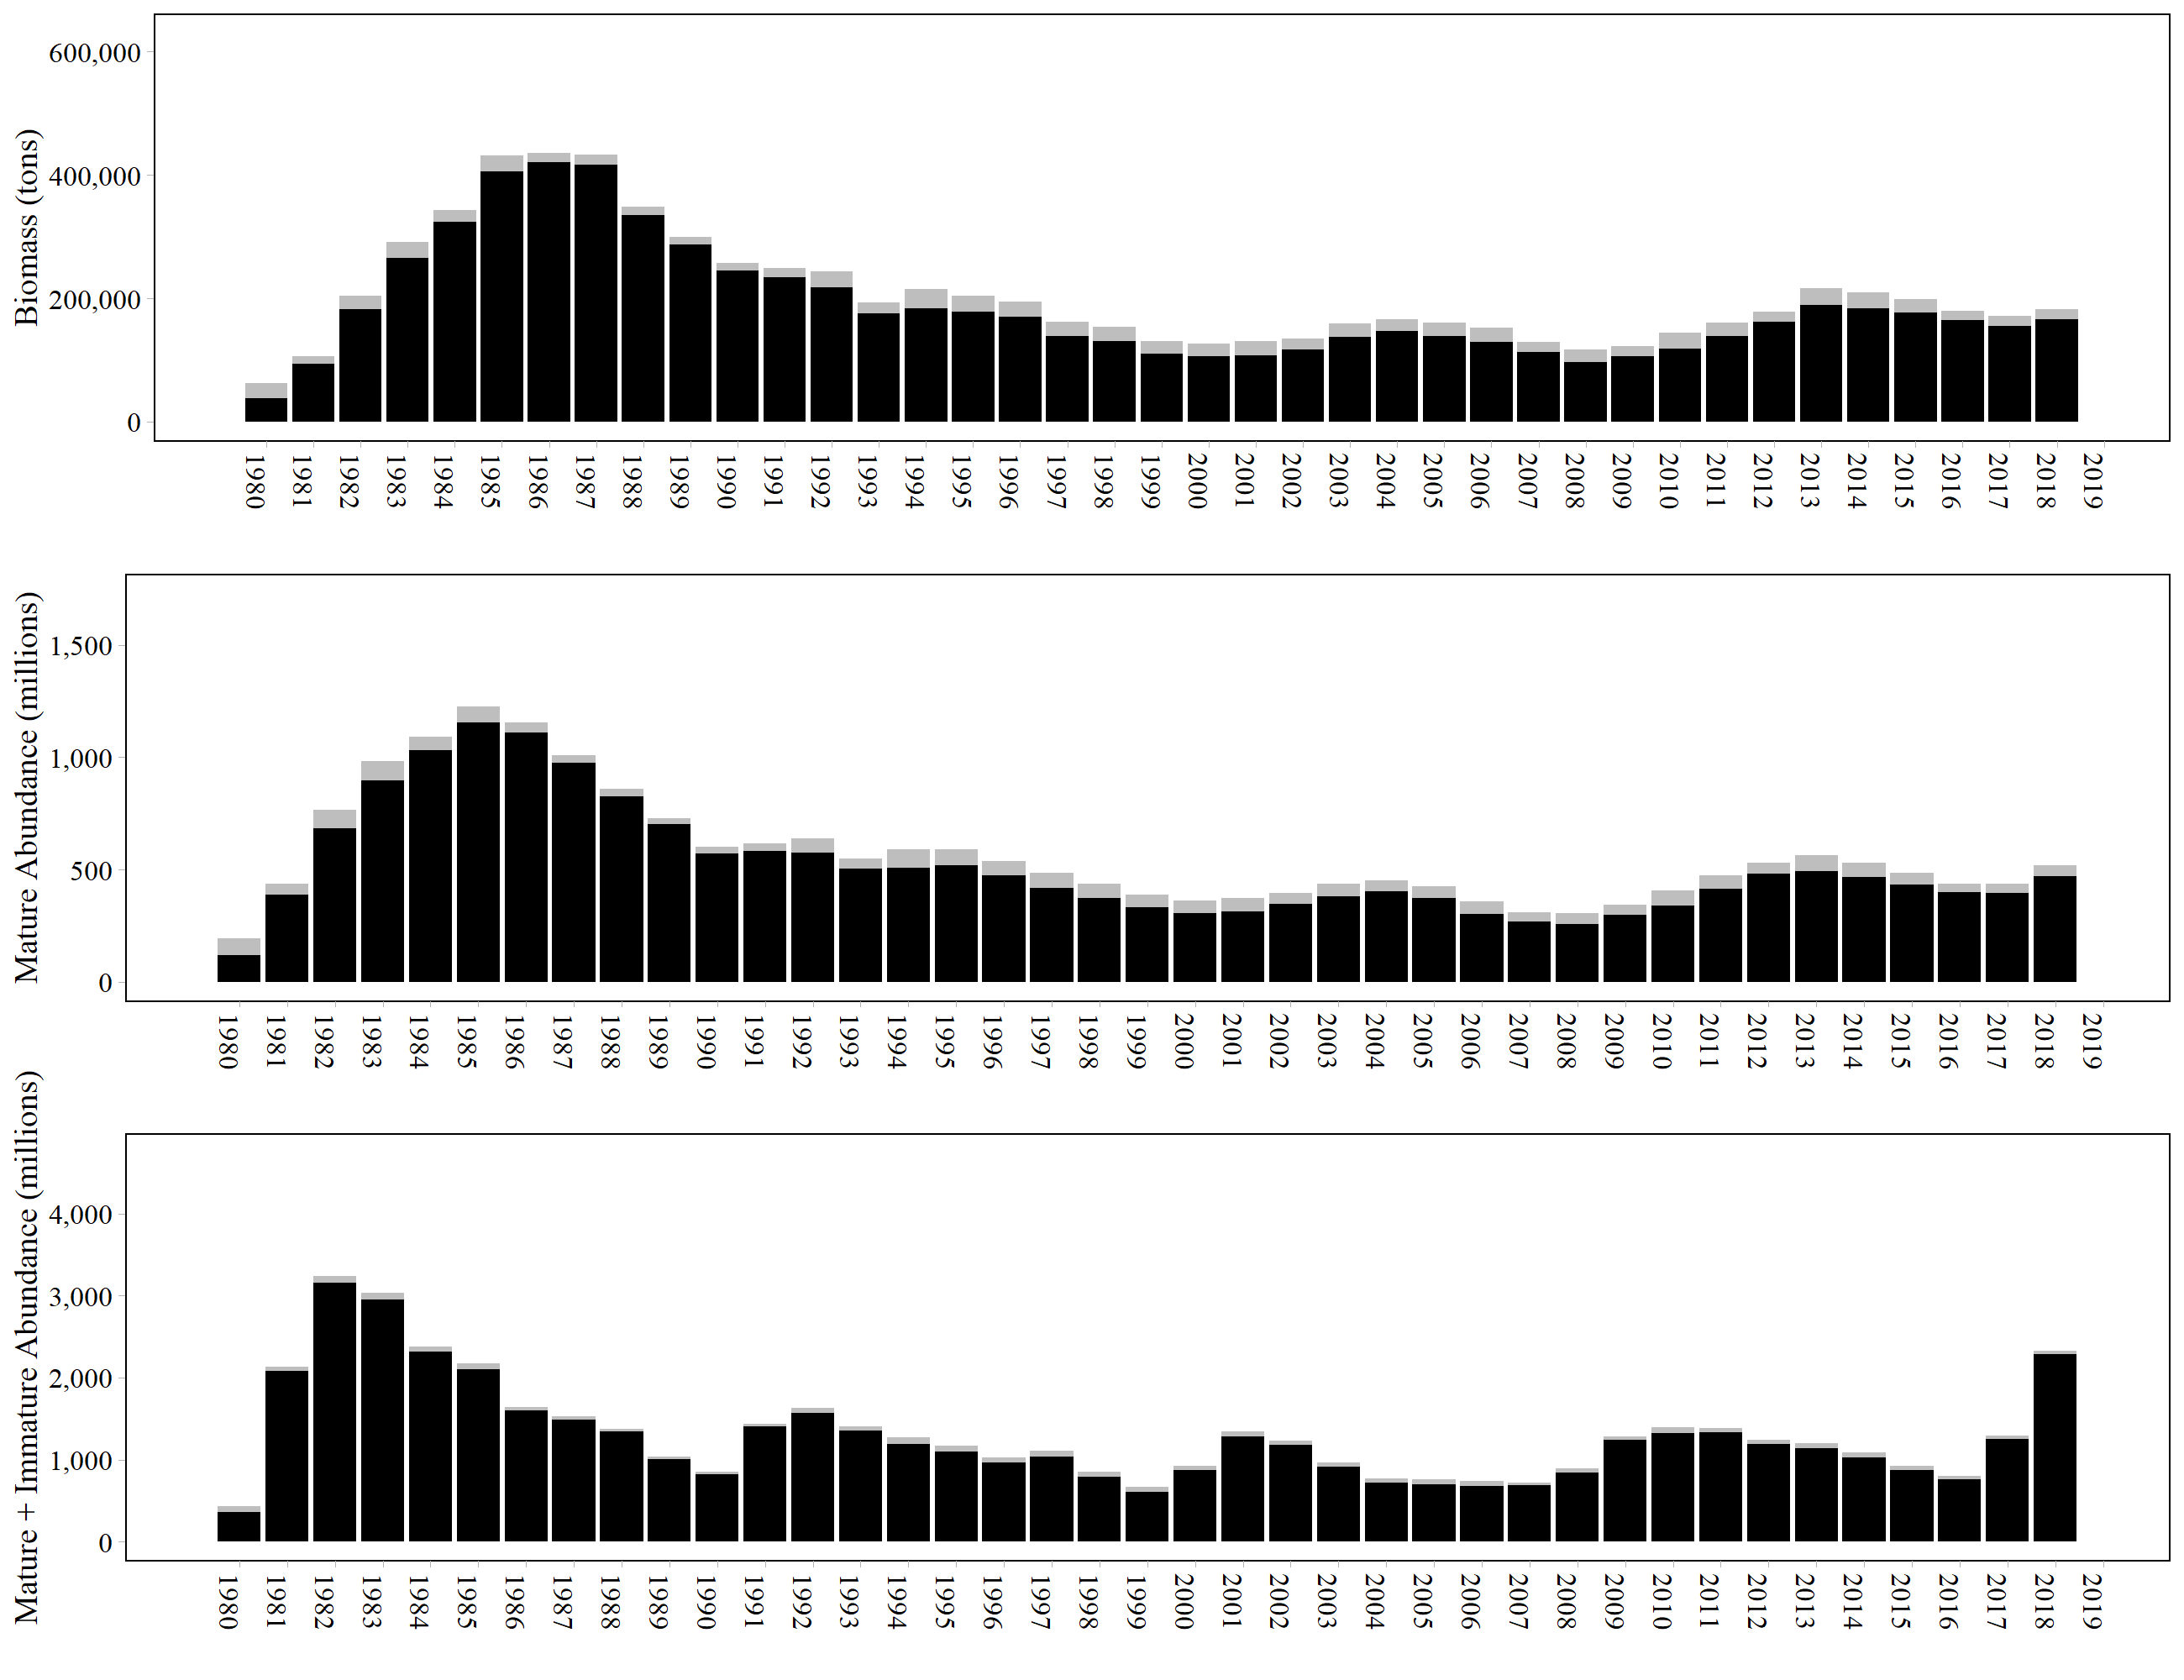 Biomass (tons)
600,000
400,000
200,000
0
1980 1981 1982 1983 1984 1985 1986 1987 1988 1989 1990 1991 1992 1993 1994 1995 1996 1997 1998 1999 2000 2001 2002 2003 2004 2005 2006 2007 2008 2009 2010 2011 2012 2013 2014 2015 2016 2017 2018 2019
Mature Abundance (millions)
1,500
1,000
500
0
1980 1981 1982 1983 1984 1985 1986 1987 1988 1989 1990 1991 1992 1993 1994 1995 1996 1997 1998 1999 2000 2001 2002 2003 2004 2005 2006 2007 2008 2009 2010 2011 2012 2013 2014 2015 2016 2017 2018 2019
Mature + Immature Abundance (millions)
4,000
3,000
2,000
1,000
0
1980 1981 1982 1983 1984 1985 1986 1987 1988 1989 1990 1991 1992 1993 1994 1995 1996 1997 1998 1999 2000 2001 2002 2003 2004 2005 2006 2007 2008 2009 2010 2011 2012 2013 2014 2015 2016 2017 2018 2019